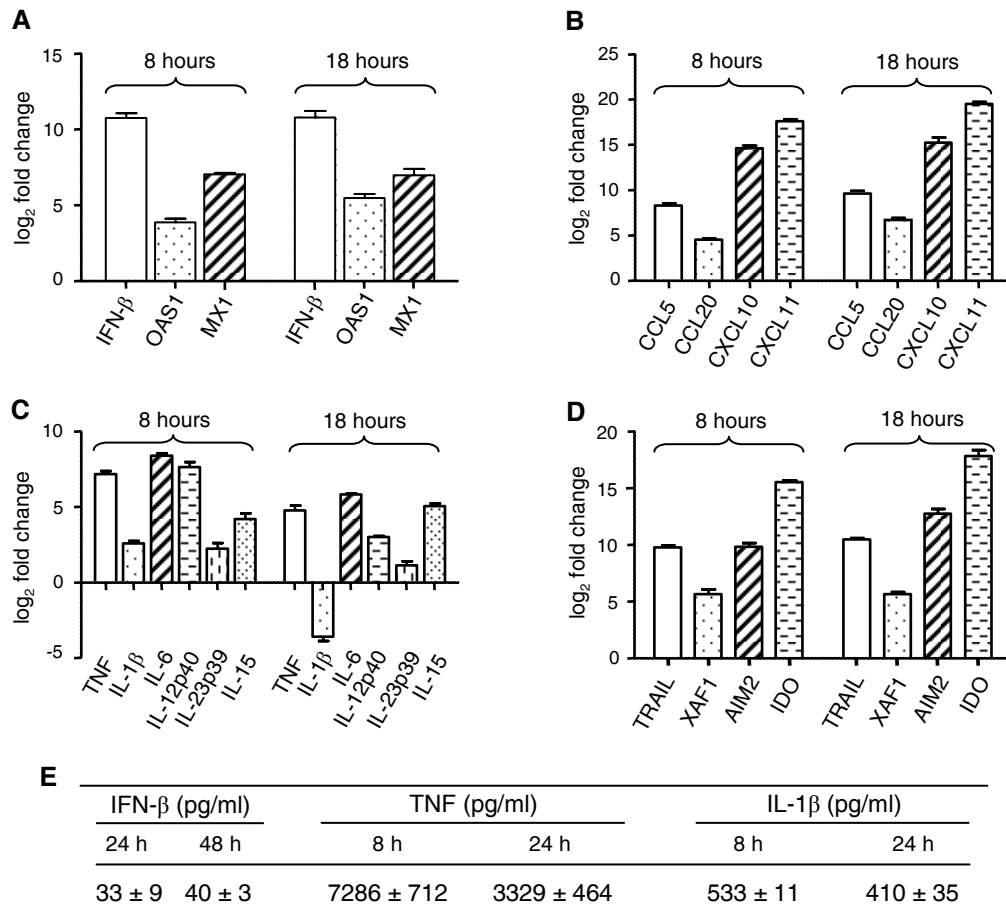 A
log2 fold change
15
10
5
0
8 hours
18 hours
IFN-β
OAS1
MX1
IFN-β
OAS1
MX1
B
log2 fold change
25
20
15
10
5
0
8 hours
18 hours
CCL5
CCL20
CXCL10
CXCL11
CCL5
CCL20
CXCL10
CXCL11
C
log2 fold change
10
5
0
-5
8 hours
18 hours
TNF
IL-1β
IL-6
IL-12p40
IL-23p39
IL-15
TNF
IL-1β
IL-6
IL-12p40
IL-23p39
IL-15
D
log2 fold change
20
15
10
5
0
8 hours
18 hours
TRAIL
XAF1
AIM2
IDO
TRAIL
XAF1
AIM2
IDO
E
IFN-β (pg/ml) TNF (pg/ml) IL-1β (pg/ml)
24 h 48 h 8 h 24 h 8 h 24 h
33 ± 9 40 ± 3 7286 ± 712 3329 ± 464 533 ± 11 410 ± 35